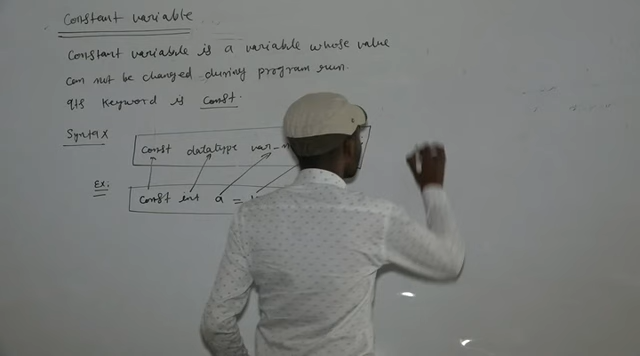 Constant variable
Constant variable is a variable whose value
can not be changed during program run.
Its keyword is const.
Syntax
const datatype var_
Ex:
const int a =